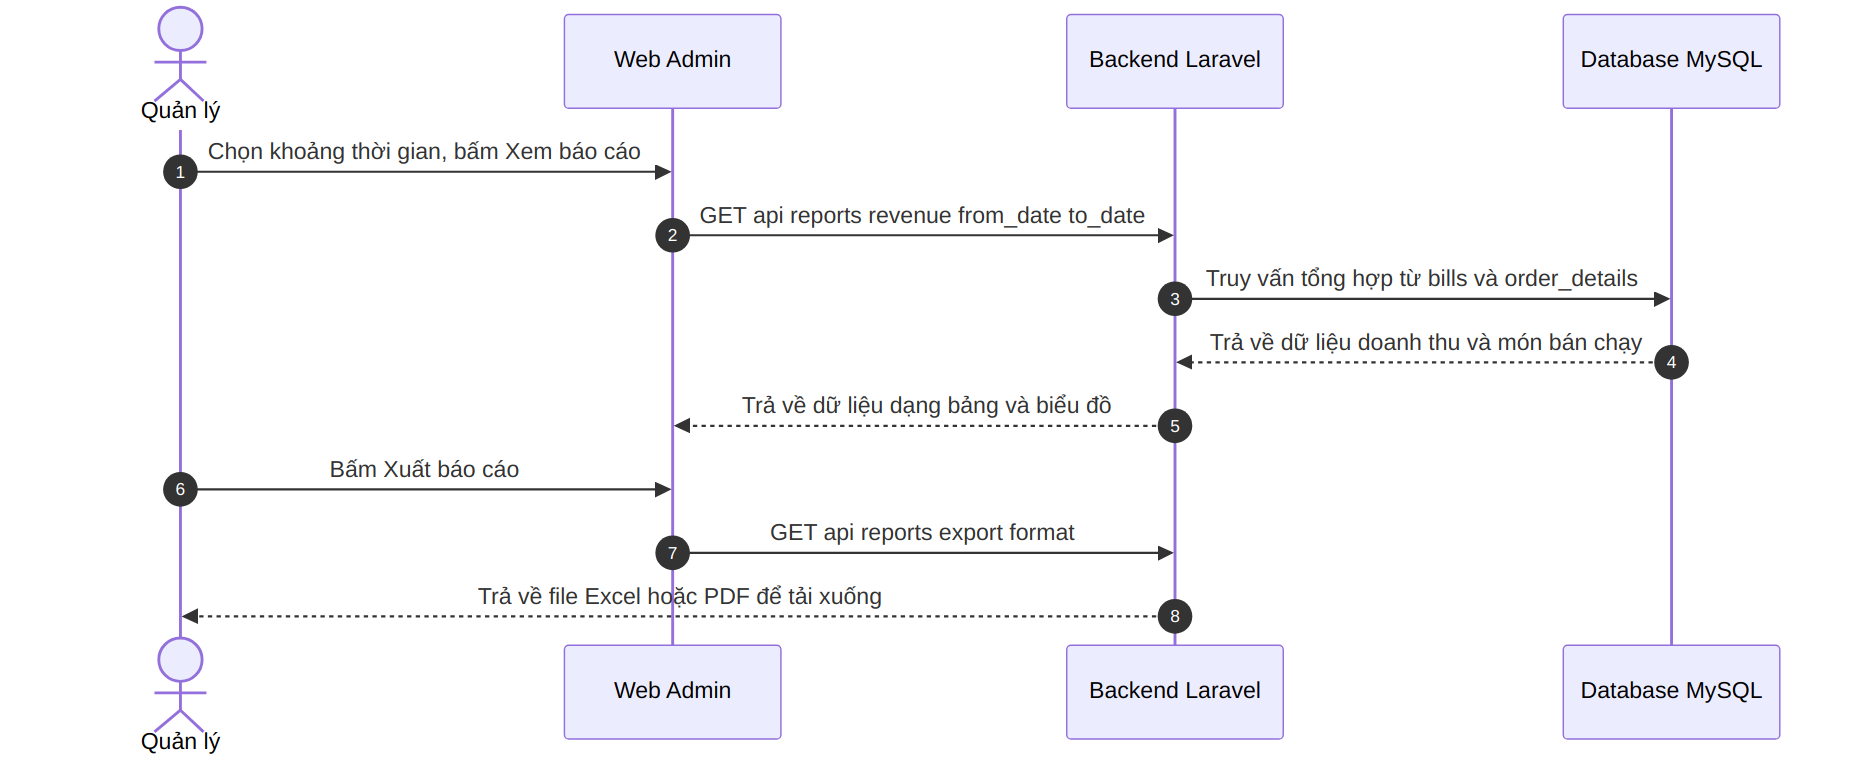 Quản lý
Web Admin
Backend Laravel
Database MySQL
1
Chọn khoảng thời gian, bấm Xem báo cáo
2
GET api reports revenue from_date to_date
3
Truy vấn tổng hợp từ bills và order_details
Trả về dữ liệu doanh thu và món bán chạy
4
Trả về dữ liệu dạng bảng và biểu đồ
5
6
Bấm Xuất báo cáo
7
GET api reports export format
Trả về file Excel hoặc PDF để tải xuống
8
Quản lý
Web Admin
Backend Laravel
Database MySQL